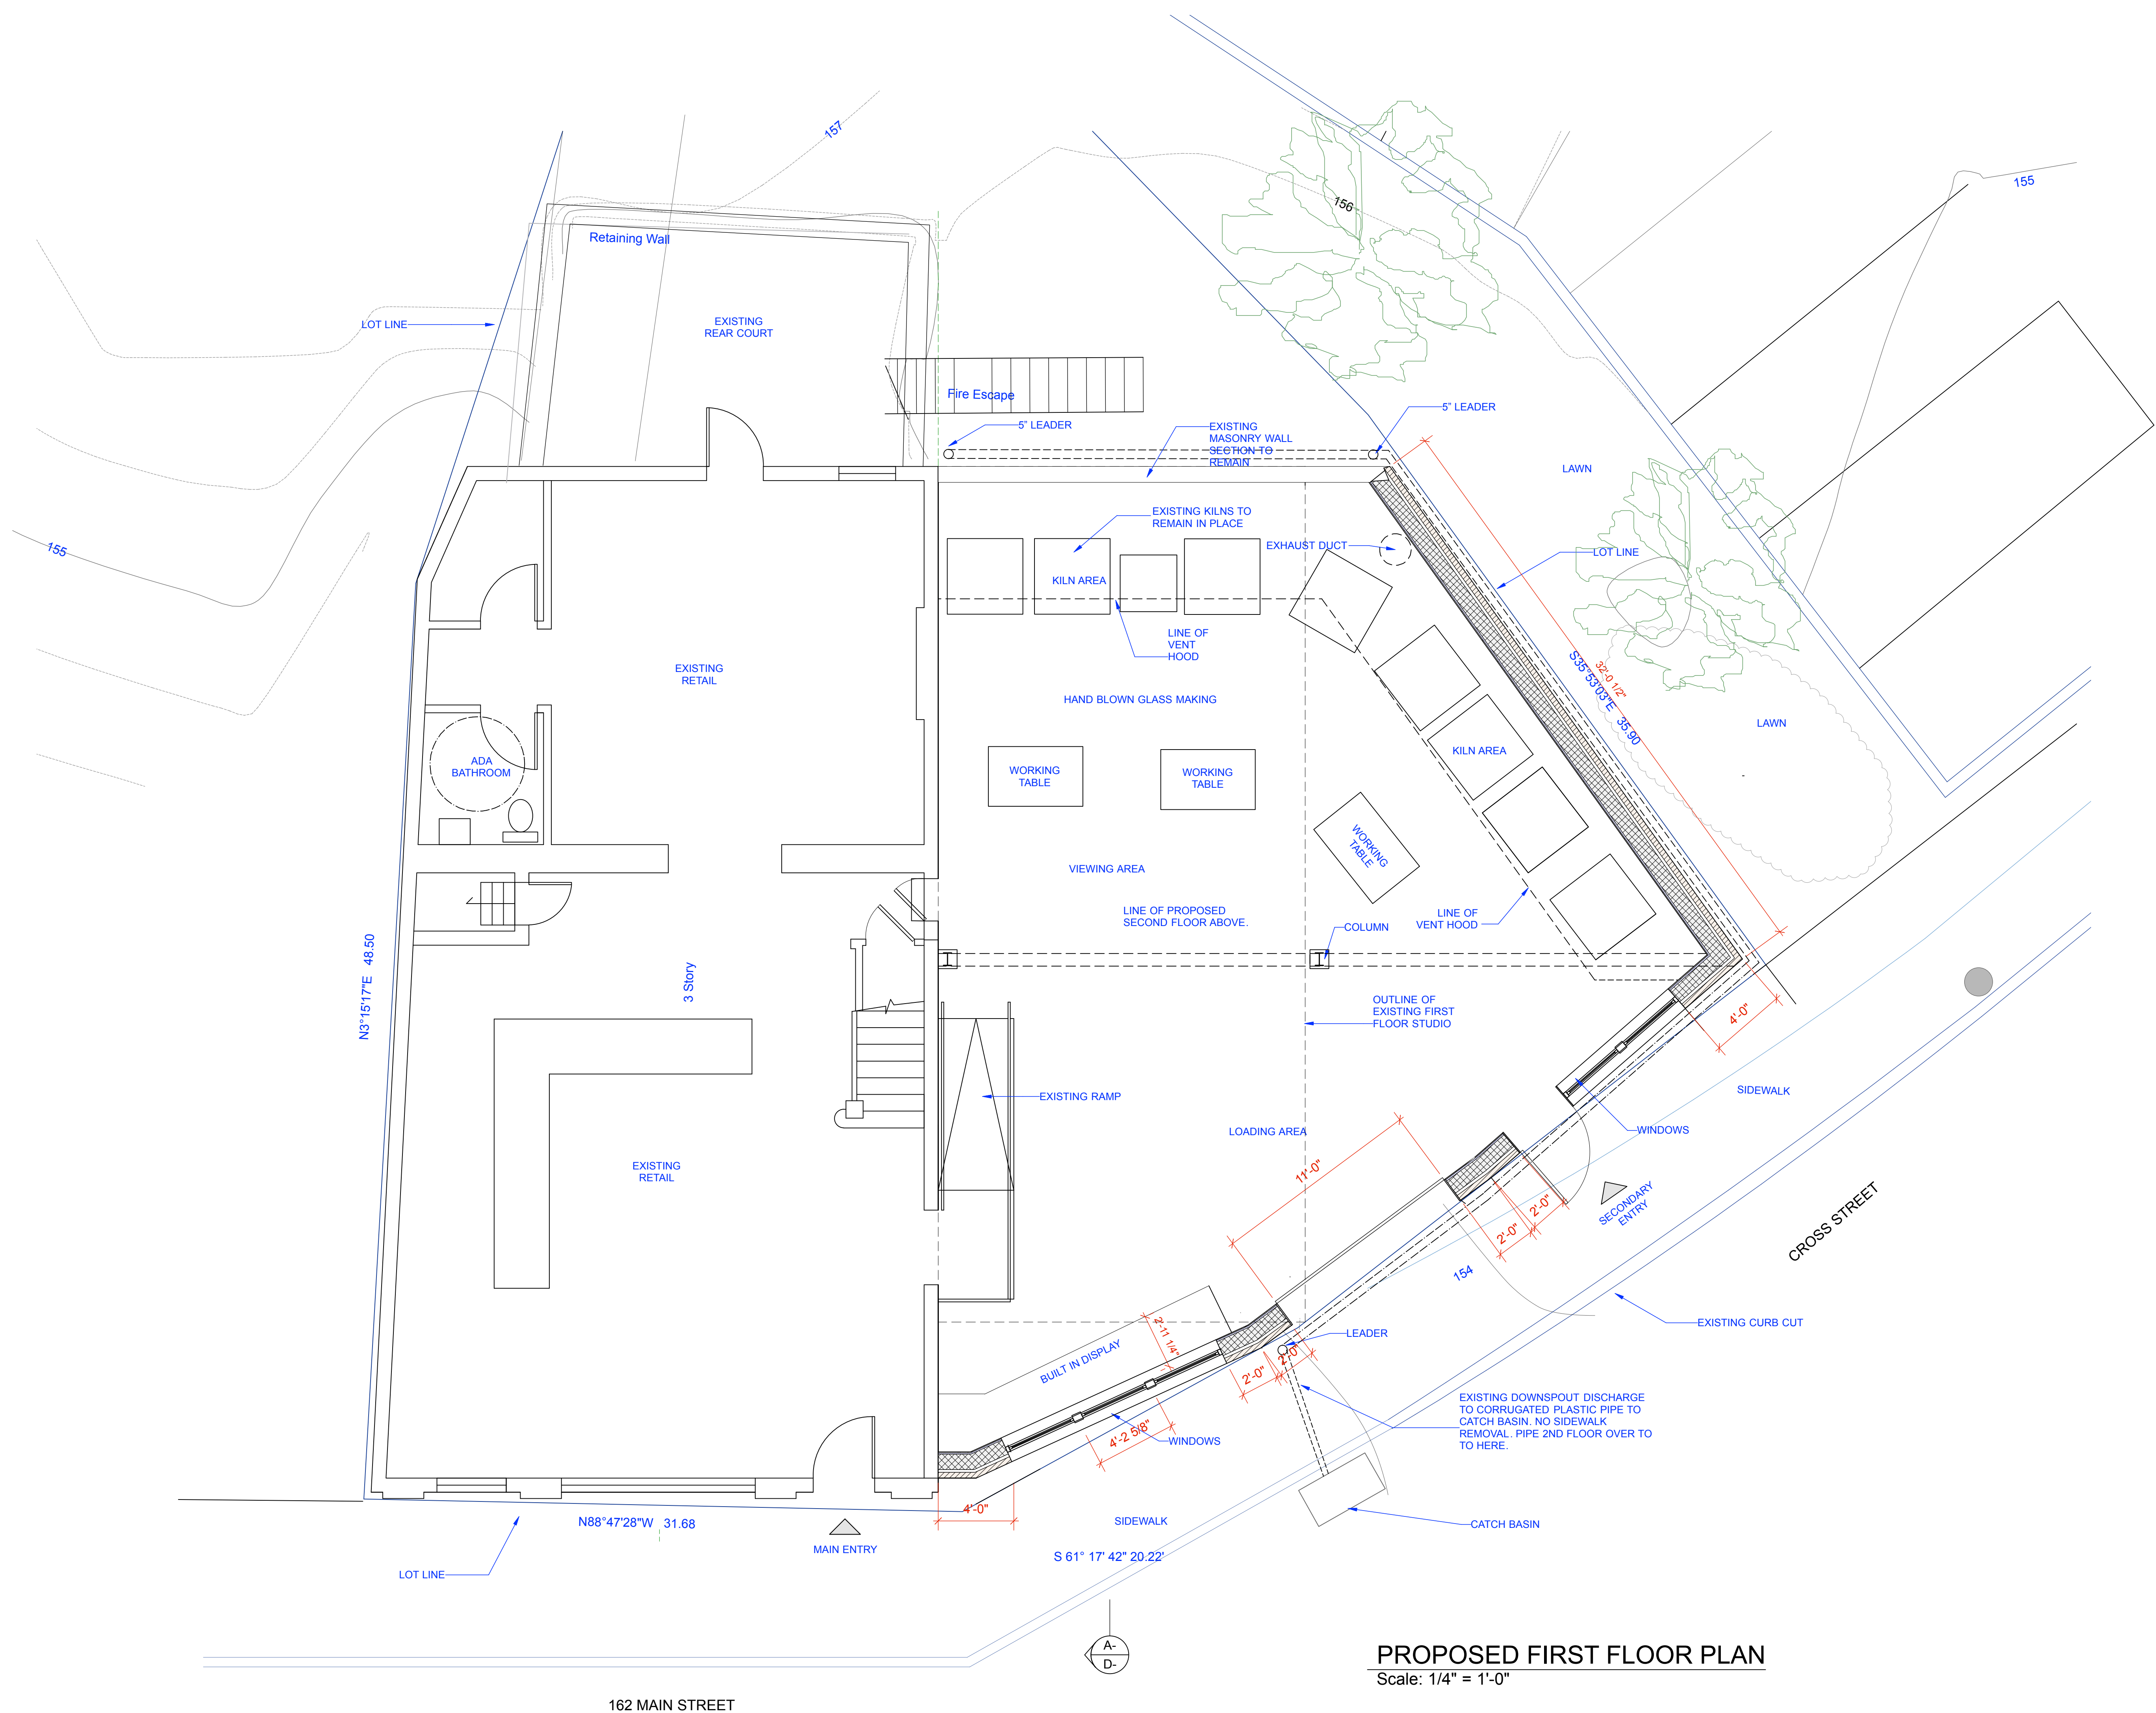 157
155
156
Retaining Wall
LOT LINE
EXISTING
REAR COURT
Fire Escape
5" LEADER
5" LEADER
EXISTING
MASONRY WALL
SECTION TO
REMAIN
LAWN
EXISTING KILNS TO
REMAIN IN PLACE
EXHAUST DUCT
LOT LINE
155
KILN AREA
LINE OF
VENT
HOOD
EXISTING
RETAIL
HAND BLOWN GLASS MAKING
S35°53'03"E 35.90
32'-0 1/2"
LAWN
KILN AREA
ADA
BATHROOM
WORKING
TABLE
WORKING
TABLE
WORKING
TABLE
VIEWING AREA
LINE OF PROPOSED
SECOND FLOOR ABOVE.
LINE OF
VENT HOOD
COLUMN
N3°15'17"E 48.50
3 Story
OUTLINE OF
EXISTING FIRST
FLOOR STUDIO
4'-0"
SIDEWALK
EXISTING RAMP
LOADING AREA
WINDOWS
EXISTING
RETAIL
11'-0"
2'-0"
2'-0"
SECONDARY
ENTRY
CROSS STREET
154
EXISTING CURB CUT
BUILT IN DISPLAY
2'-11 1/4"
LEADER
2'-0"
2'-0"
4'-2 5/8"
WINDOWS
EXISTING DOWNSPOUT DISCHARGE
TO CORRUGATED PLASTIC PIPE TO
CATCH BASIN. NO SIDEWALK
REMOVAL. PIPE 2ND FLOOR OVER TO
TO HERE.
4'-0"
N88°47'28"W 31.68
MAIN ENTRY
SIDEWALK
CATCH BASIN
S 61° 17' 42" 20.22'
LOT LINE
A-
D-
PROPOSED FIRST FLOOR PLAN
Scale: 1/4" = 1'-0"
162 MAIN STREET